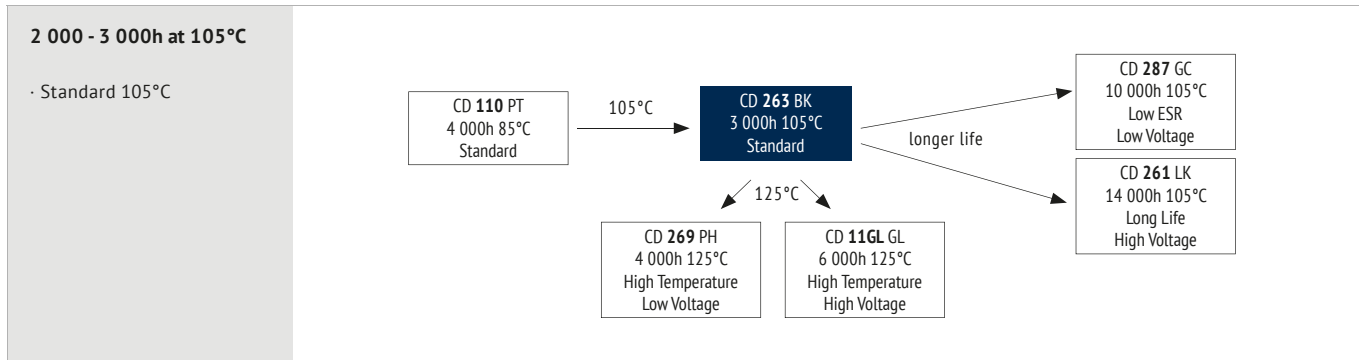 2 000 - 3 000h at 105°C
· Standard 105°C
CD 110 PT
4 000h 85°C
Standard
105°C
CD 263 BK
3 000h 105°C
Standard
longer life
CD 287 GC
10 000h 105°C
Low ESR
Low Voltage
CD 261 LK
14 000h 105°C
Long Life
High Voltage
125°C
CD 269 PH
4 000h 125°C
High Temperature
Low Voltage
CD 11GL GL
6 000h 125°C
High Temperature
High Voltage